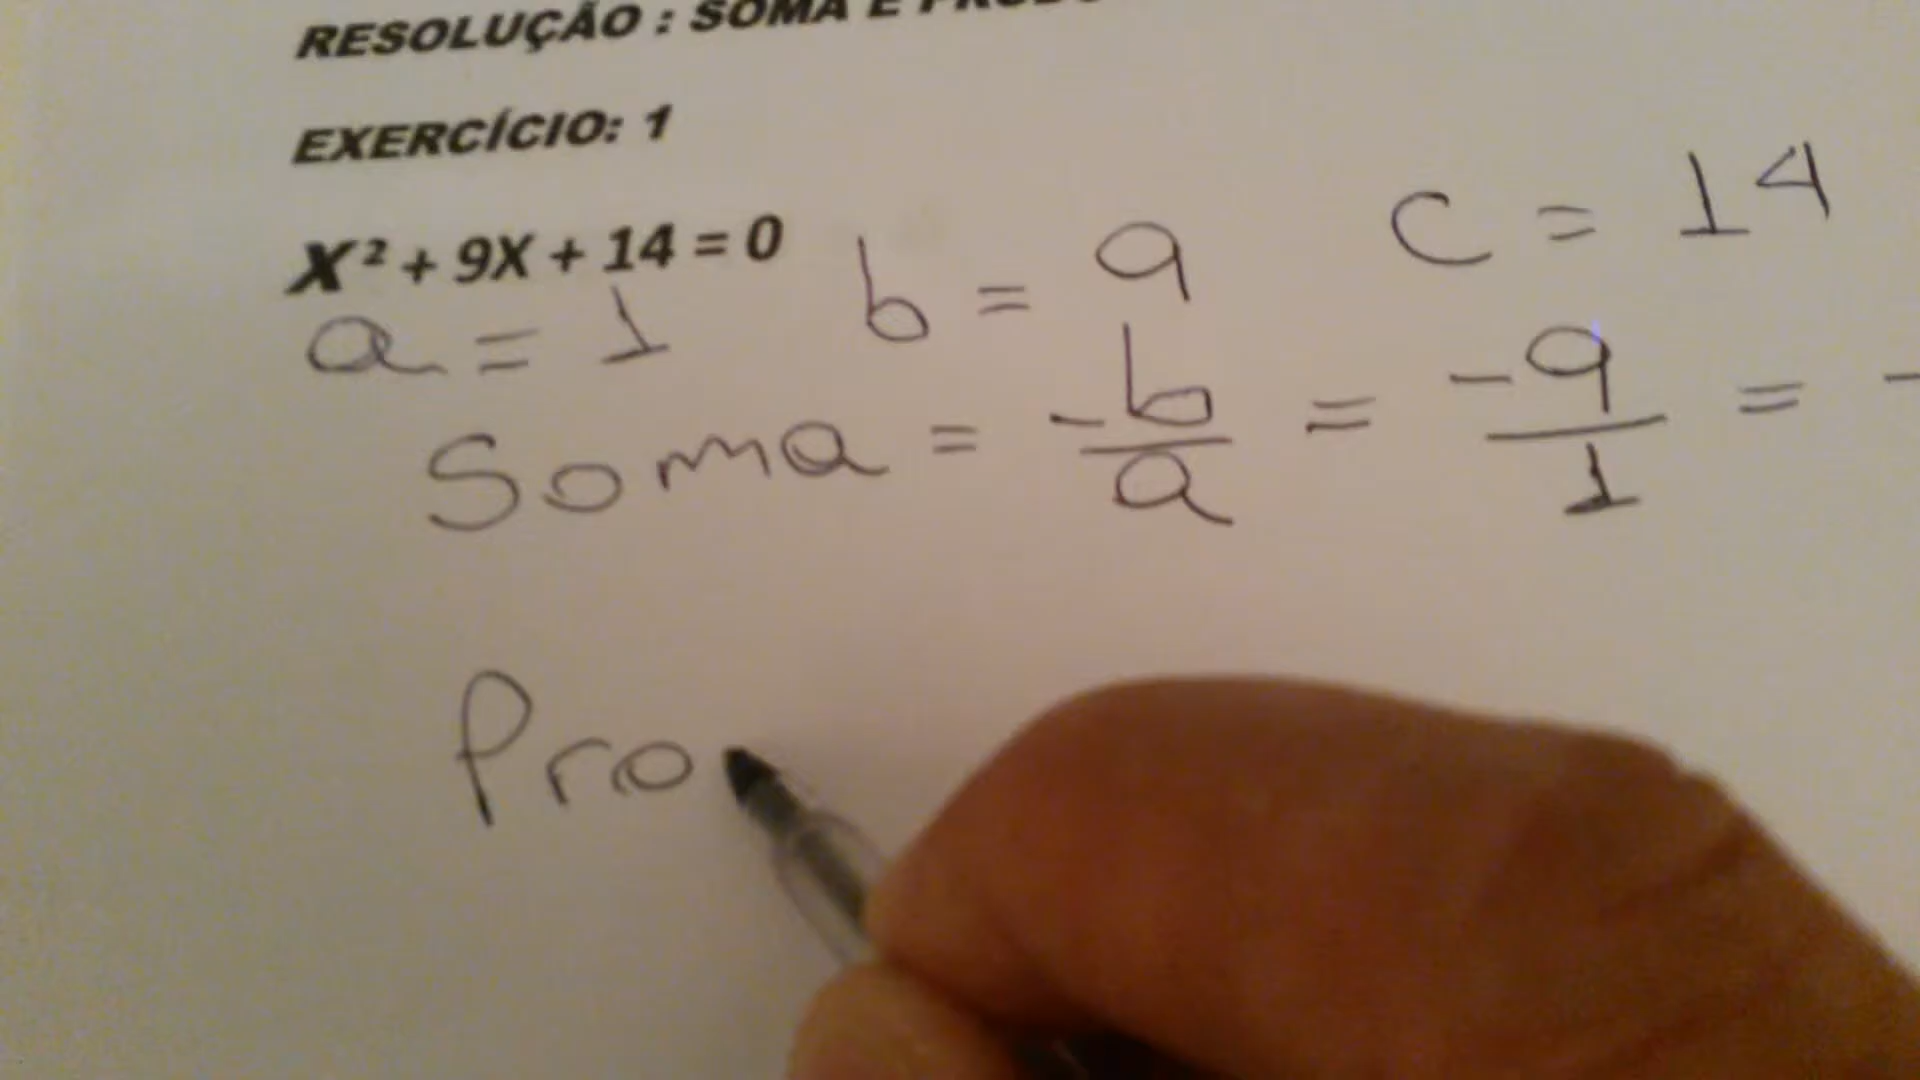 RESOLUÇÃO : SOMA E
EXERCÍCIO: 1
X² + 9X + 14 = 0
a = 1 b = 9 c = 14
Soma = -b/a = -9/1 = -
Pro